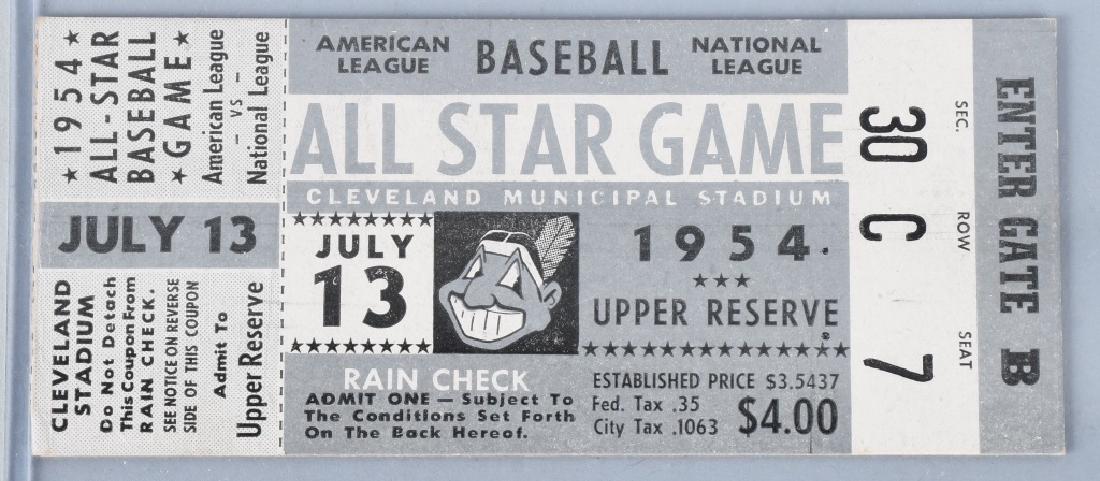 ★ 1954 ★
ALL-STAR
BASEBALL
★ GAME ★
American League
- VS -
National League
JULY 13
CLEVELAND
STADIUM
Do Not Detach
This Coupon From
RAIN CHECK.
SEE NOTICE ON REVERSE
SIDE OF THIS COUPON
Admit To
Upper Reserve
AMERICAN
LEAGUE
BASEBALL
NATIONAL
LEAGUE
ALL STAR GAME
CLEVELAND MUNICIPAL STADIUM
JULY
13
1954
★★★
UPPER RESERVE
RAIN CHECK
ADMIT ONE — Subject To
The Conditions Set Forth
On The Back Hereof.
ESTABLISHED PRICE $3.5437
Fed. Tax .35
City Tax .1063
$4.00
SEC.
30
ROW
C
SEAT
7
ENTER GATE B